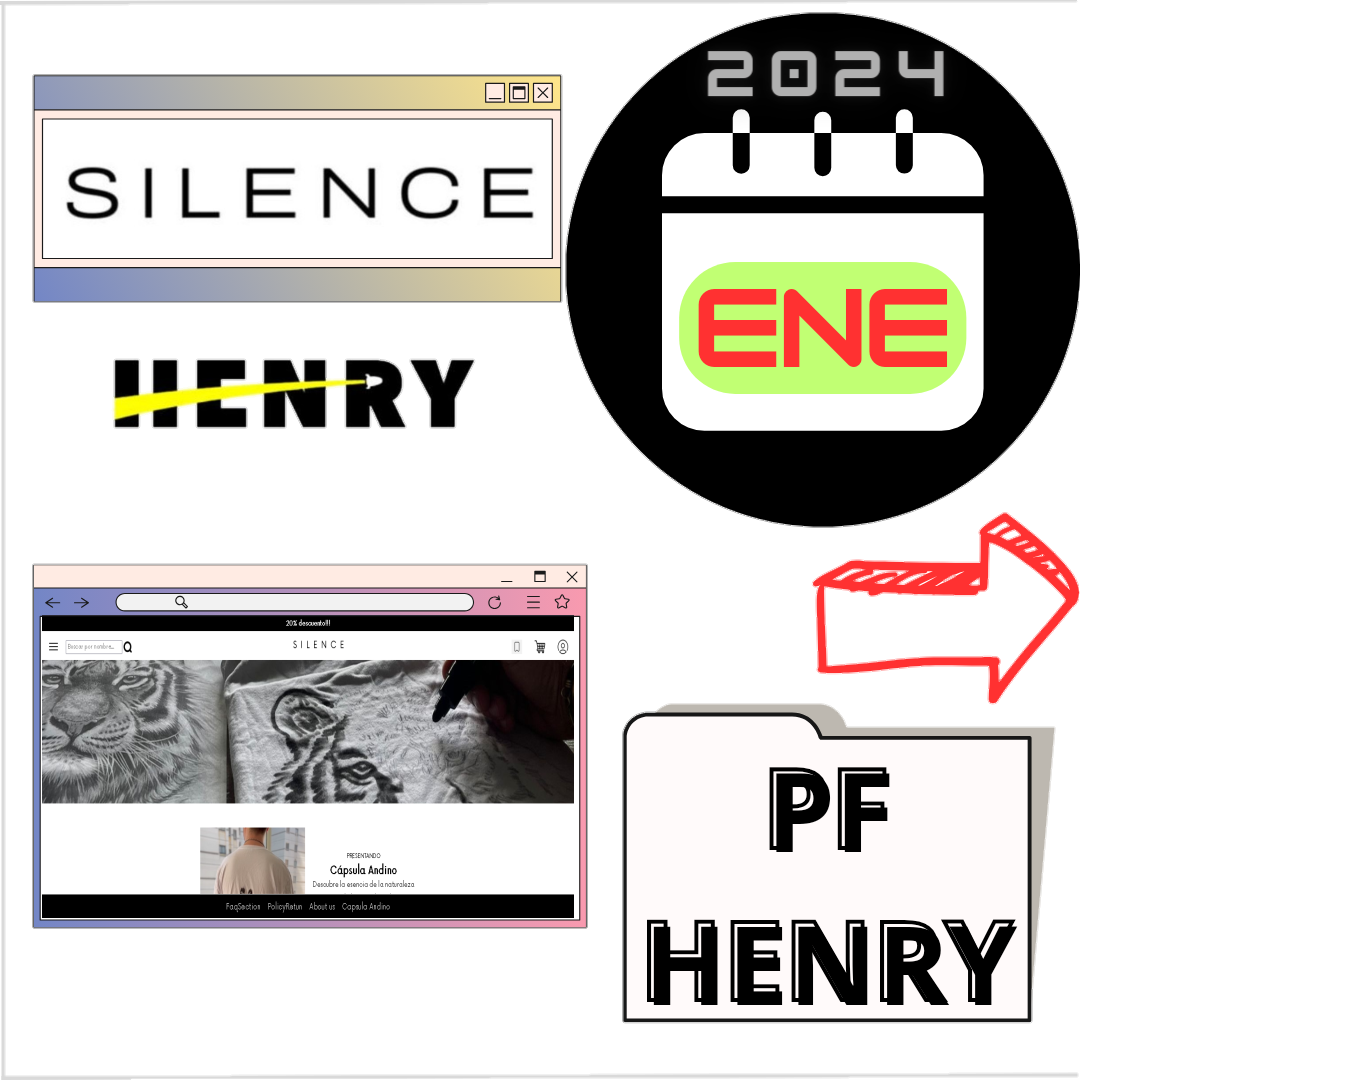 SILENCE
HENRY
2024
ENE
20% descuento!!!
Buscar por nombre...
SILENCE
PRESENTANDO
Cápsula Andino
Descubre la esencia de la naturaleza
FaqSection PolicyRetun About us Capsula Andino
PF
HENRY